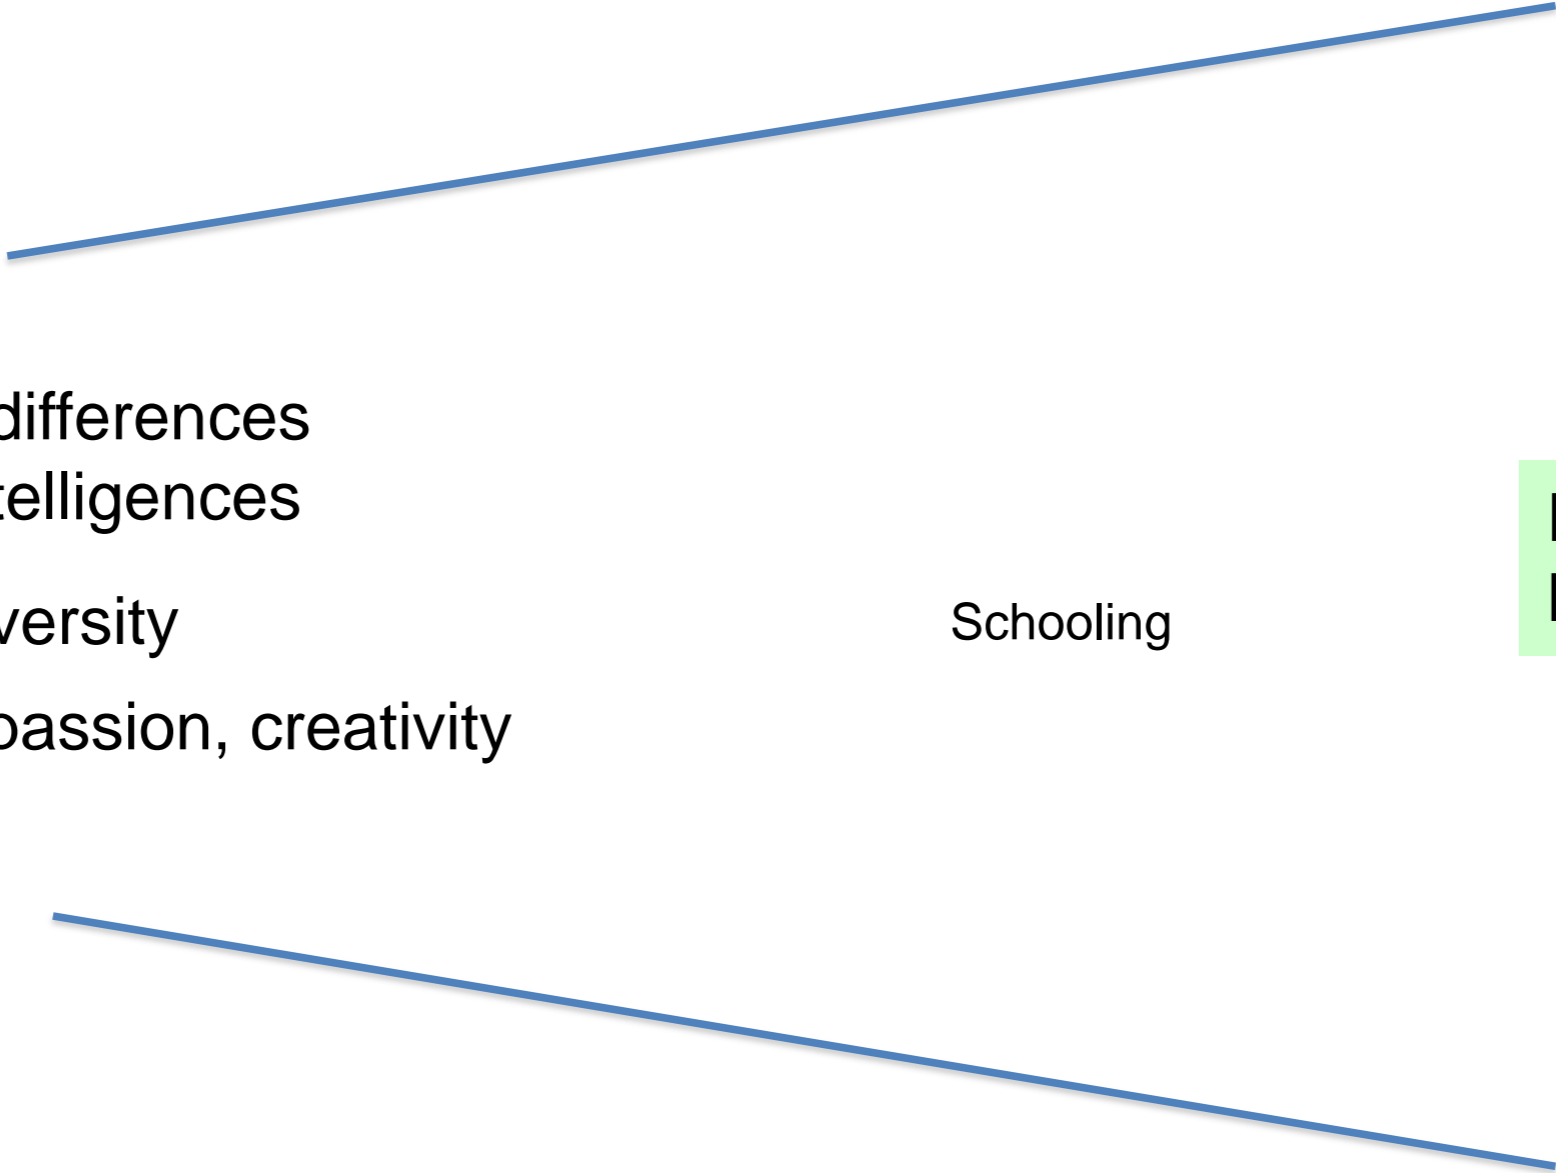 differences
telligences
versity
Schooling
passion, creativity